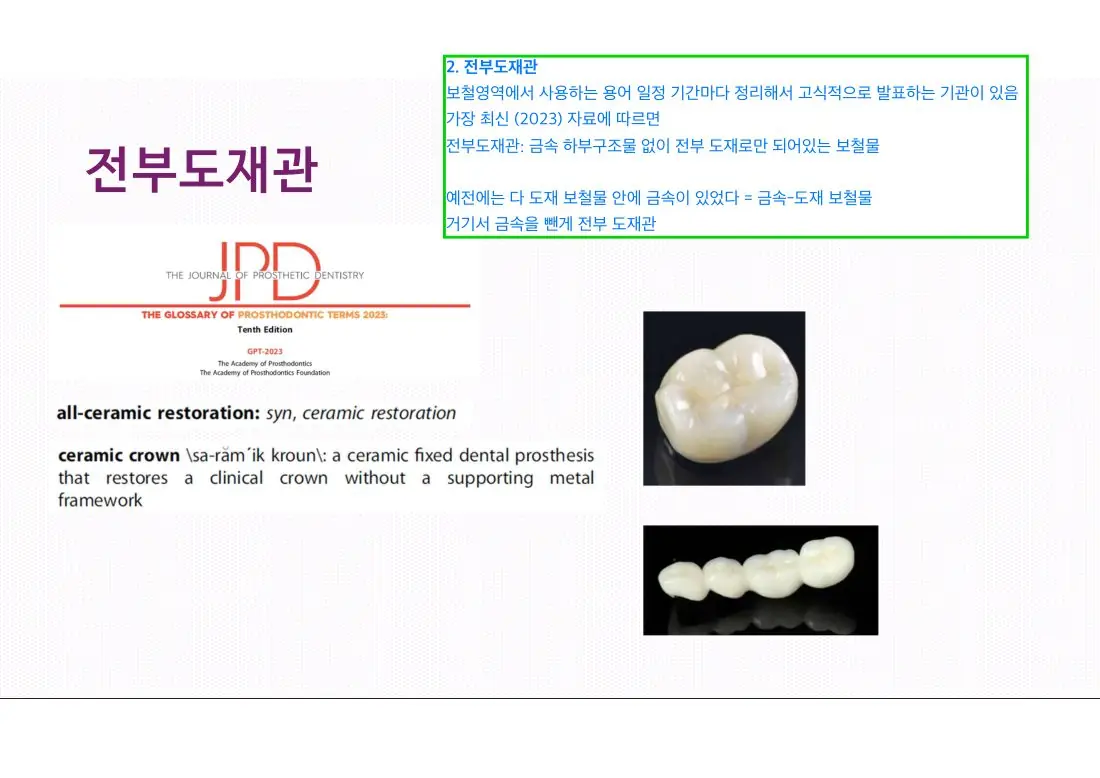 2. 전부도재관
보철영역에서 사용하는 용어 일정 기간마다 정리해서 고식적으로 발표하는 기관이 있음
가장 최신 (2023) 자료에 따르면
전부도재관: 금속 하부구조물 없이 전부 도재로만 되어있는 보철물
예전에는 다 도재 보철물 안에 금속이 있었다 = 금속-도재 보철물
거기서 금속을 뺀게 전부 도재관
전부도재관
JPD
THE JOURNAL OF PROSTHETIC DENTISTRY
THE GLOSSARY OF PROSTHODONTIC TERMS 2023:
Tenth Edition
GPT-2023
The Academy of Prosthodontics
The Academy of Prosthodontics Foundation
all-ceramic restoration: syn, ceramic restoration
ceramic crown \sa-răm´ik kroun\: a ceramic fixed dental prosthesis
that restores a clinical crown without a supporting metal
framework